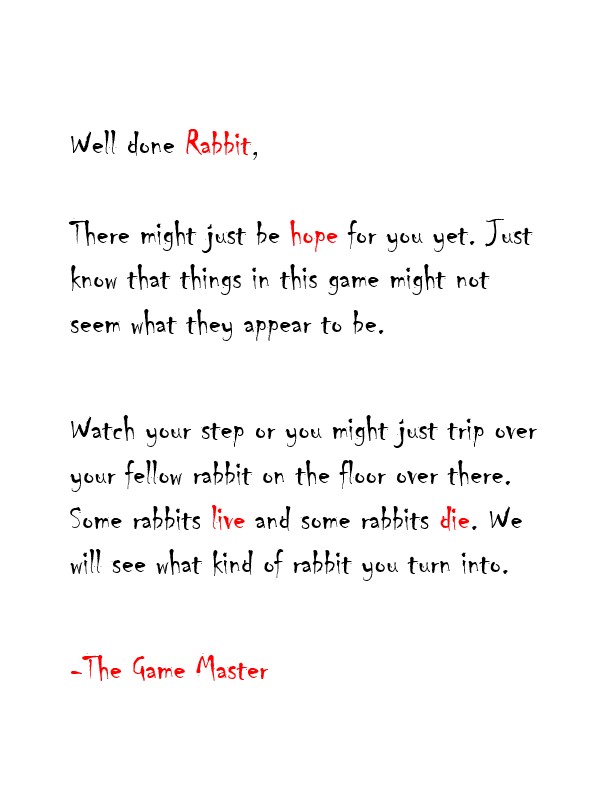 Well done Rabbit,
There might just be hope for you yet. Just
know that things in this game might not
seem what they appear to be.
Watch your step or you might just trip over
your fellow rabbit on the floor over there.
Some rabbits live and some rabbits die. We
will see what kind of rabbit you turn into.
-The Game Master